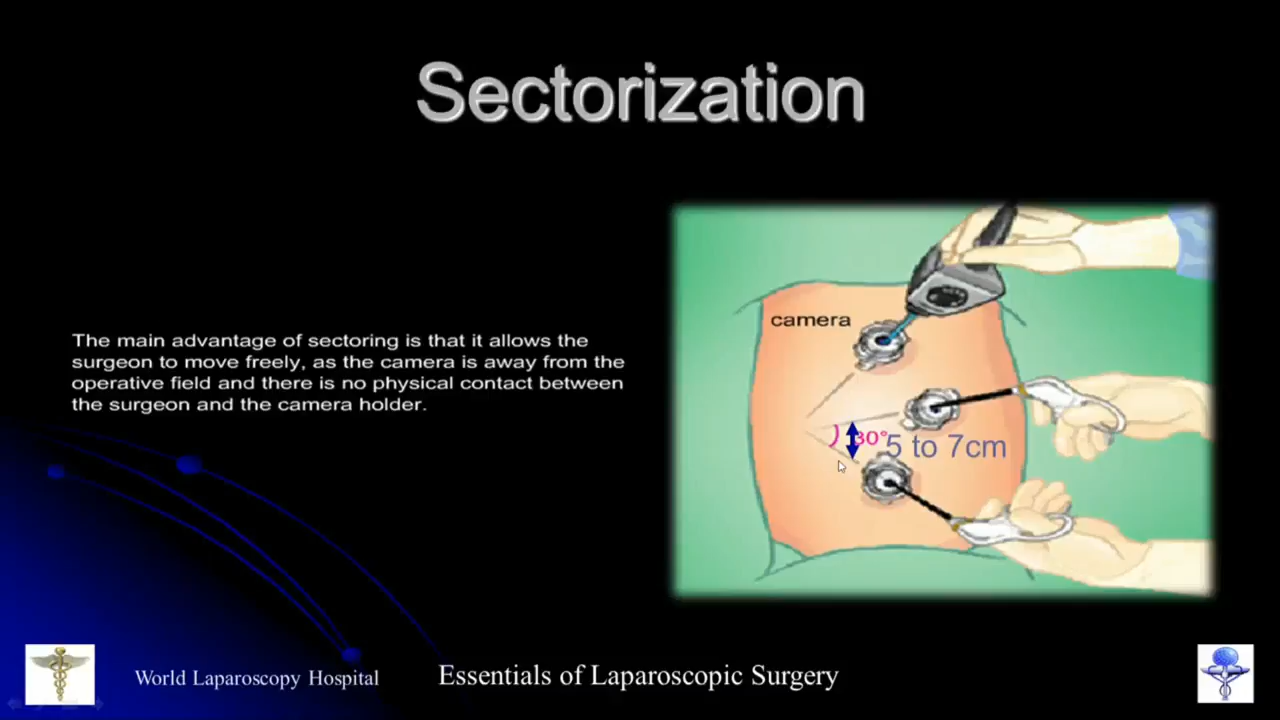 Sectorization
The main advantage of sectoring is that it allows the
surgeon to move freely, as the camera is away from the
operative field and there is no physical contact between
the surgeon and the camera holder.
camera
30°
5 to 7cm
World Laparoscopy Hospital
Essentials of Laparoscopic Surgery